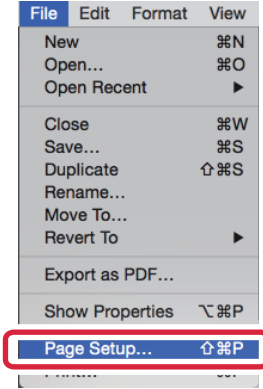 File Edit Format View
New ⌘N
Open... ⌘O
Open Recent ▶
Close ⌘W
Save... ⌘S
Duplicate ⇧⌘S
Rename...
Move To...
Revert To ▶
Export as PDF...
Show Properties ⌥⌘P
Page Setup... ⇧⌘P